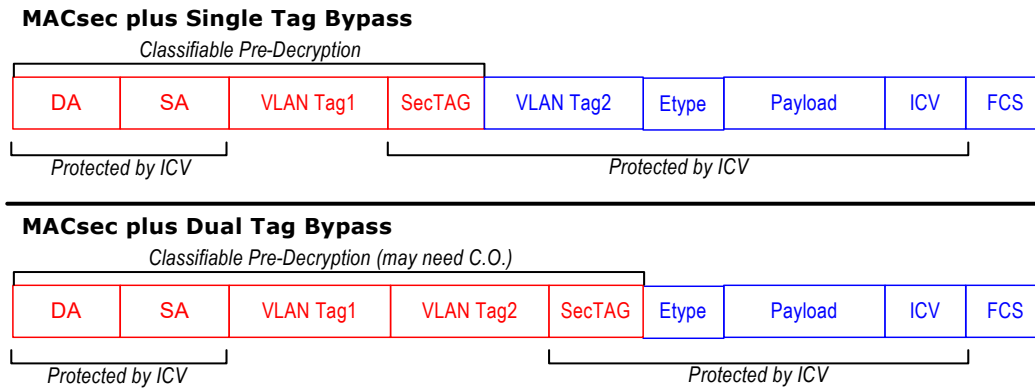 MACsec plus Single Tag Bypass
Classifiable Pre-Decryption
DA SA VLAN Tag1 SecTAG VLAN Tag2 Etype Payload ICV FCS
Protected by ICV Protected by ICV
MACsec plus Dual Tag Bypass
Classifiable Pre-Decryption (may need C.O.)
DA SA VLAN Tag1 VLAN Tag2 SecTAG Etype Payload ICV FCS
Protected by ICV Protected by ICV